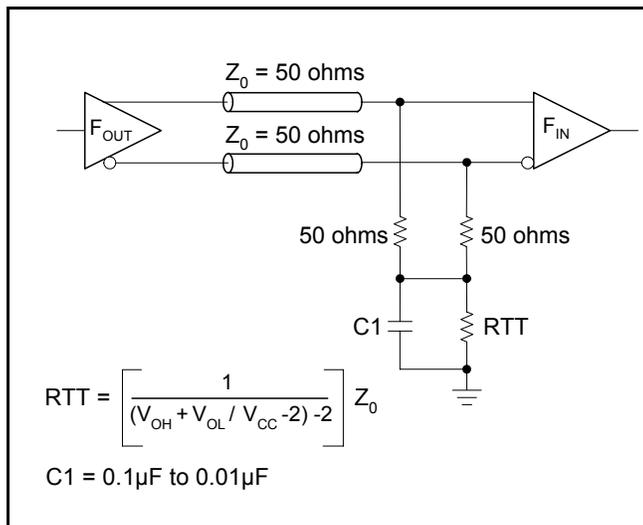 Z0 = 50 ohms
Z0 = 50 ohms
FOUT
FIN
50 ohms
50 ohms
C1
RTT
RTT = [ 1 / (VOH + VOL / VCC -2) -2 ] Z0
C1 = 0.1µF to 0.01µF